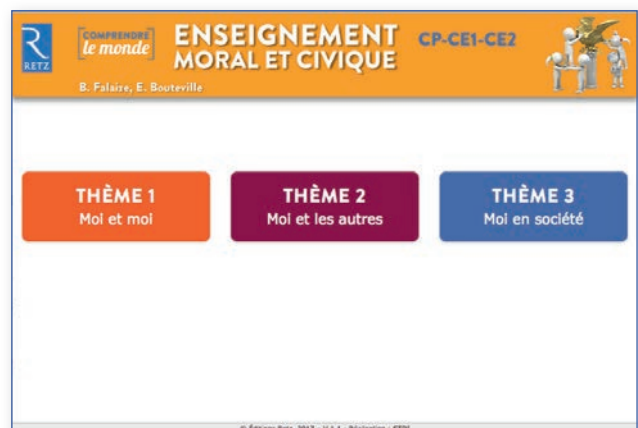 RETZ
COMPRENDRE
le monde
ENSEIGNEMENT
MORAL ET CIVIQUE
CP-CE1-CE2
B. Falaize, E. Bouteville
THÈME 1
Moi et moi
THÈME 2
Moi et les autres
THÈME 3
Moi en société